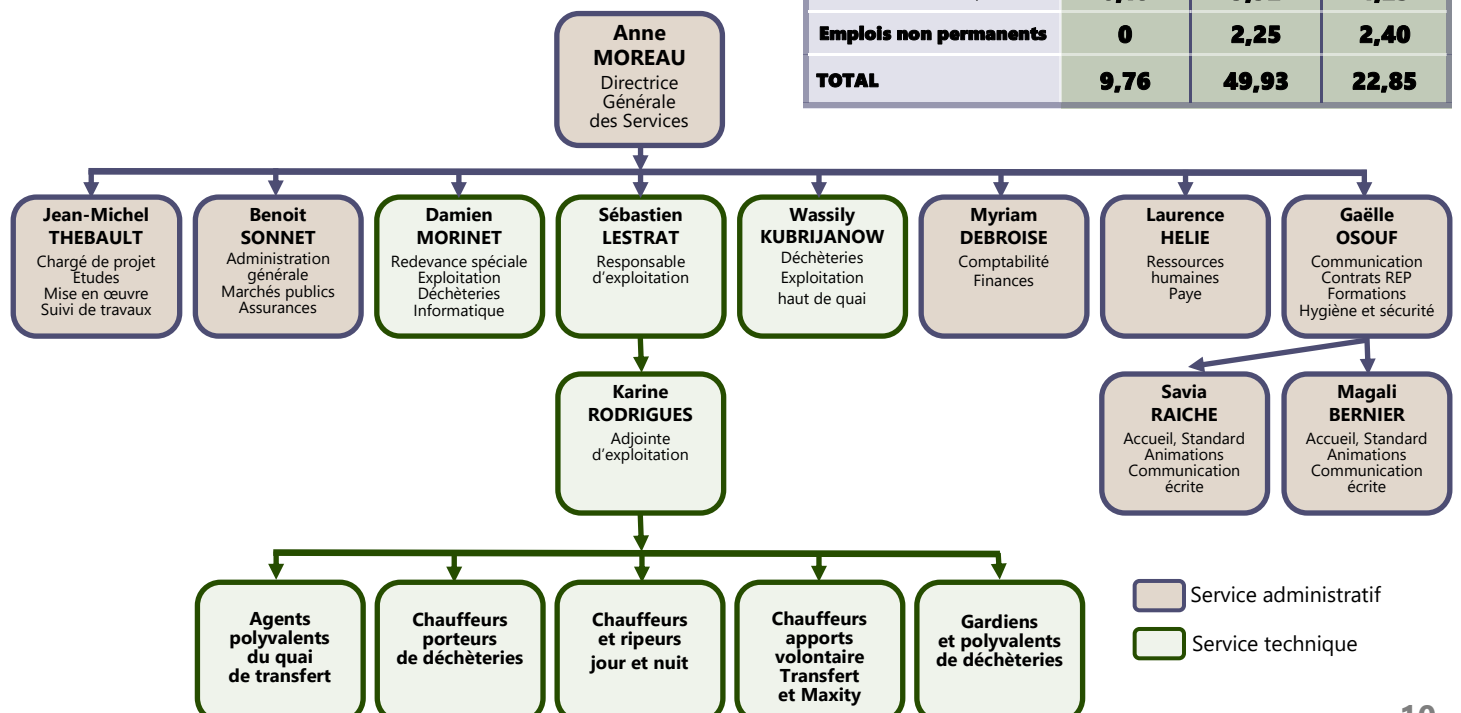 Emplois non permanents 0 2,25 2,40
TOTAL 9,76 49,93 22,85
Anne
MOREAU
Directrice
Générale
des Services
Jean-Michel
THEBAULT
Chargé de projet
Etudes
Mise en œuvre
Suivi de travaux
Benoit
SONNET
Administration
générale
Marchés publics
Assurances
Damien
MORINET
Redevance spéciale
Exploitation
Déchèteries
Informatique
Sébastien
LESTRAT
Responsable
d’exploitation
Wassily
KUBRIJANOW
Déchèteries
Exploitation
haut de quai
Myriam
DEBROISE
Comptabilité
Finances
Laurence
HELIE
Ressources
humaines
Paye
Gaëlle
OSOUF
Communication
Contrats REP
Formations
Hygiène et sécurité
Karine
RODRIGUES
Adjointe
d’exploitation
Savia
RAICHE
Accueil, Standard
Animations
Communication
écrite
Magali
BERNIER
Accueil, Standard
Animations
Communication
écrite
Agents
polyvalents
du quai
de transfert
Chauffeurs
porteurs
de déchèteries
Chauffeurs
et ripeurs
jour et nuit
Chauffeurs
apports
volontaire
Transfert
et Maxity
Gardiens
et polyvalents
de déchèteries
Service administratif
Service technique